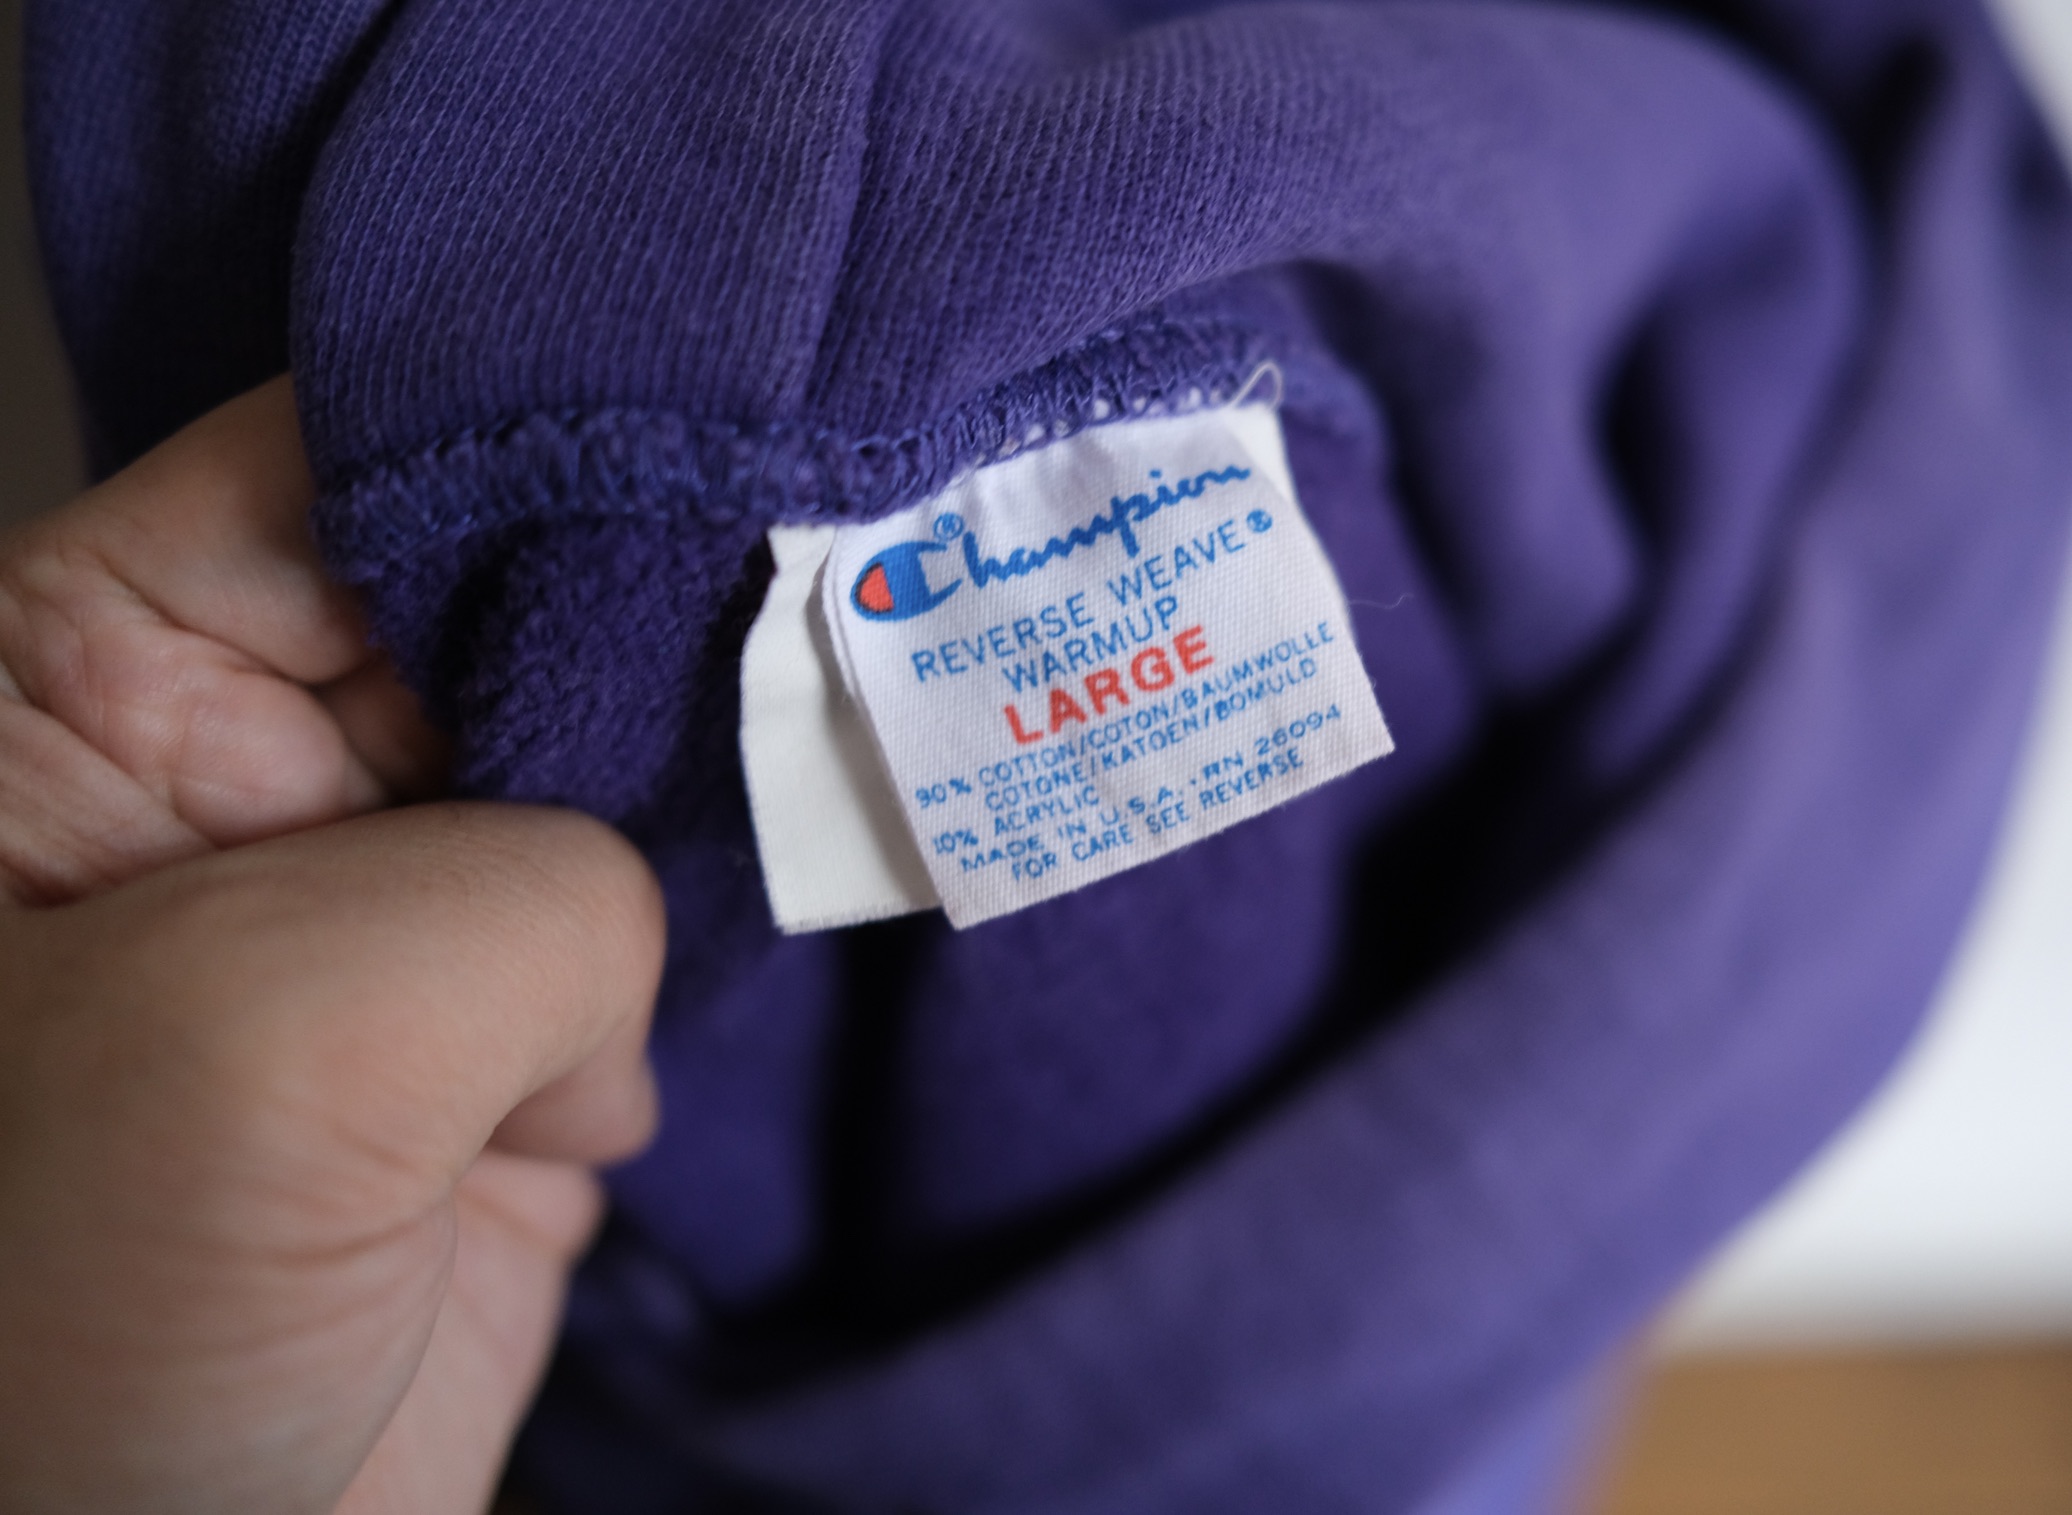 Champion®
REVERSE WEAVE®
WARMUP
LARGE
90% COTTON/COTON/BAUMWOLLE
COTONE/KATOEN/BOMULD
10% ACRYLIC
MADE IN U.S.A. · RN 26094
FOR CARE SEE REVERSE